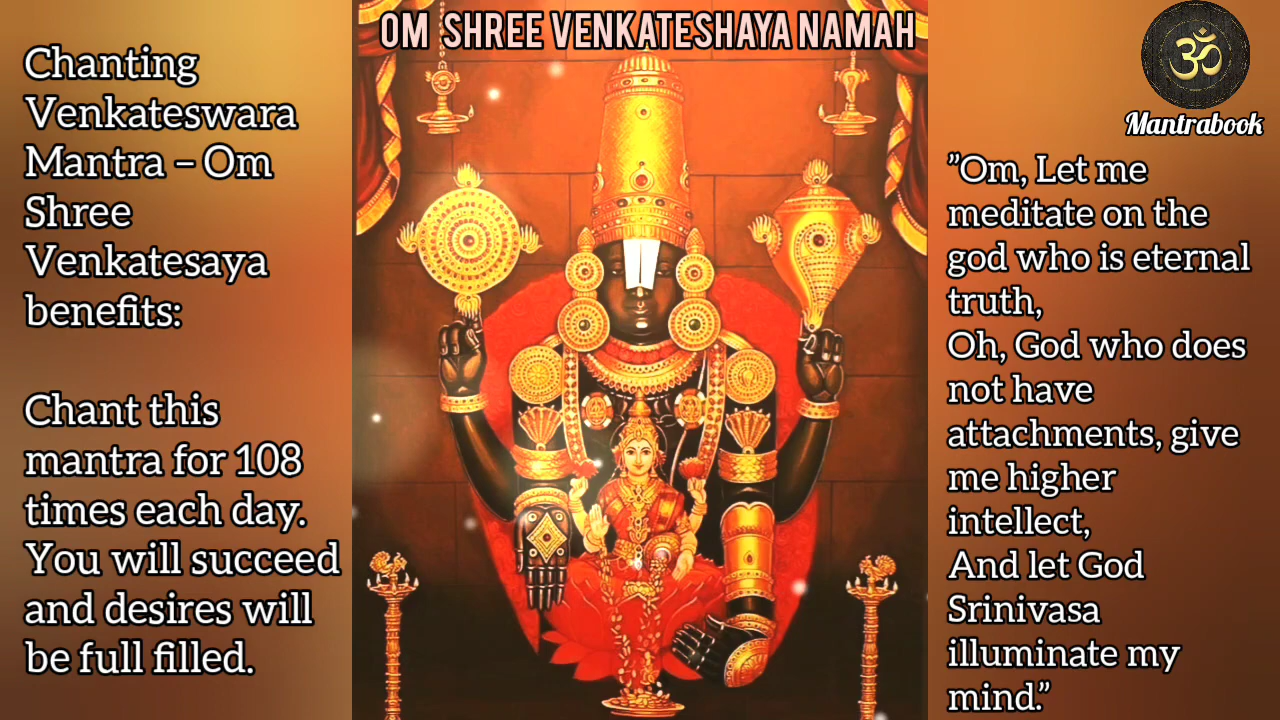 OM SHREE VENKATESHAYA NAMAH
Chanting
Venkateswara
Mantra – Om
Shree
Venkatesaya
benefits:
Chant this
mantra for 108
times each day.
You will succeed
and desires will
be full filled.
ॐ
Mantrabook
”Om, Let me
meditate on the
god who is eternal
truth,
Oh, God who does
not have
attachments, give
me higher
intellect,
And let God
Srinivasa
illuminate my
mind.”